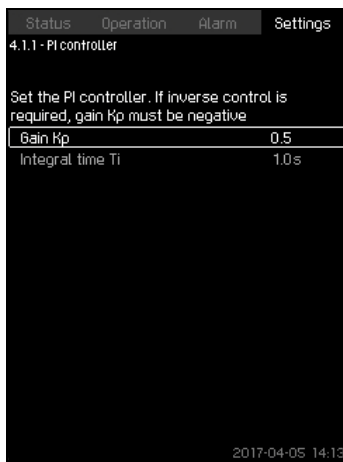 Status Operation Alarm Settings
4.1.1 - PI controller
Set the PI controller. If inverse control is
required, gain Kp must be negative
Gain Kp 0.5
Integral time Ti 1.0s
2017-04-05 14:13